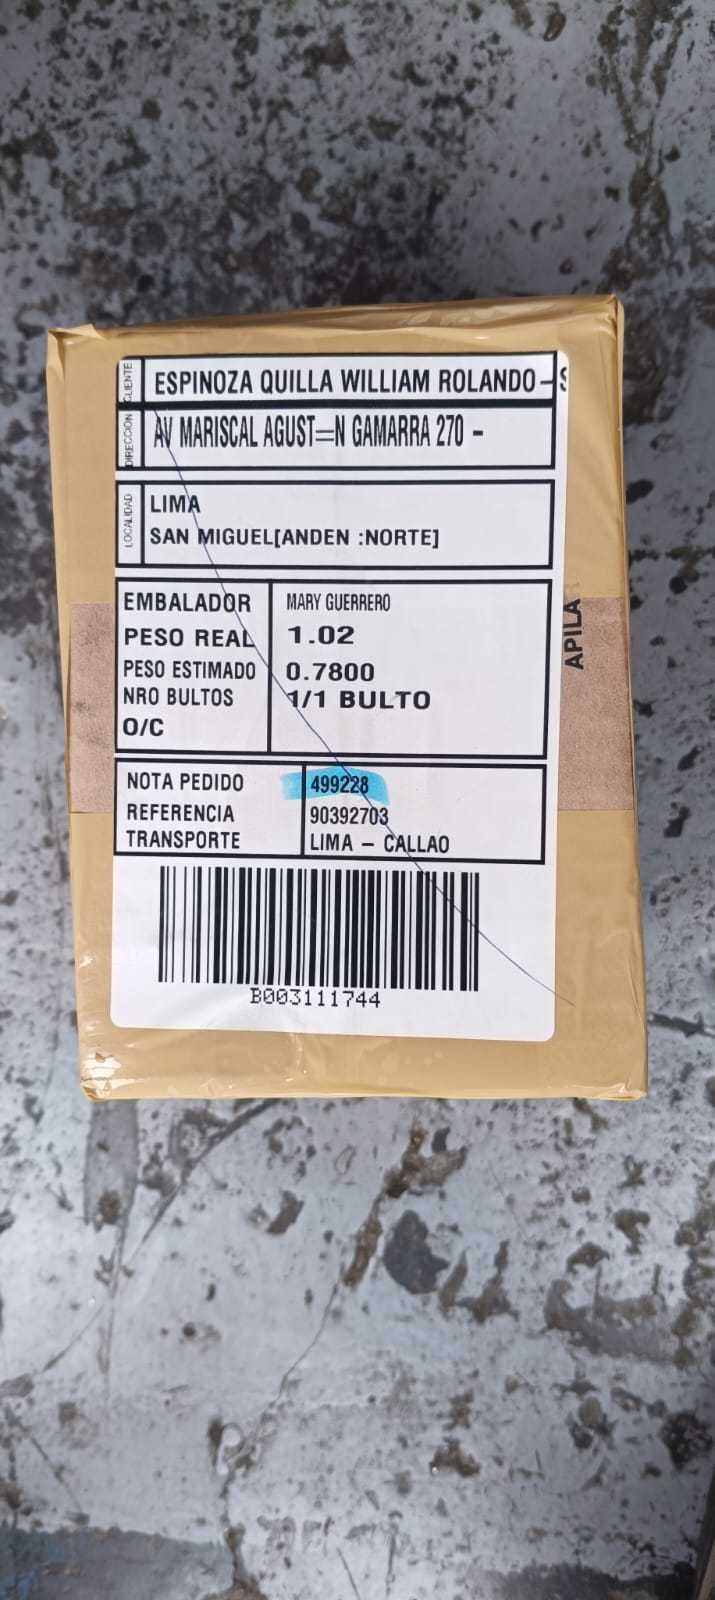 CLIENTE ESPINOZA QUILLA WILLIAM ROLANDO - S
DIRECCIÓN AV MARISCAL AGUST=N GAMARRA 270 -
LOCALIDAD LIMA
SAN MIGUEL[ANDEN :NORTE]
EMBALADOR MARY GUERRERO
PESO REAL 1.02
PESO ESTIMADO 0.7800
NRO BULTOS 1/1 BULTO
O/C
NOTA PEDIDO 499228
REFERENCIA 90392703
TRANSPORTE LIMA - CALLAO
B003111744
APILA